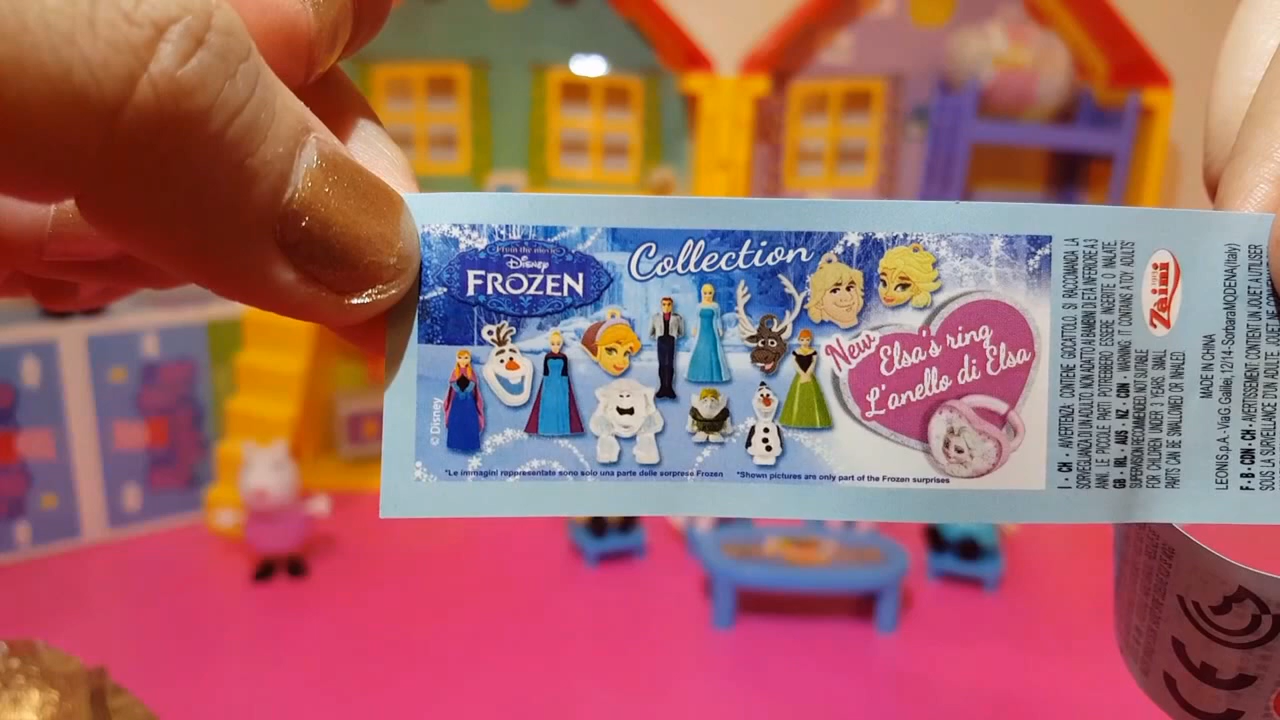 From the movie
Disney
FROZEN
Collection
New
Elsa's ring
L'anello di Elsa
© Disney
*Le immagini rappresentate sono solo una parte delle sorprese Frozen
*Shown pictures are only part of the Frozen surprises
I - CH - AVVERTENZA: CONTIENE GIOCATTOLO. SI RACCOMANDA LA
SORVEGLIANZA DI UN ADULTO. NON ADATTO AI BAMBINI DI ETÀ INFERIORE A 3
ANNI. LE PICCOLE PARTI POTREBBERO ESSERE INGERITE O INALATE.
GB - IRL - AUS - NZ - CDN - WARNING: IT CONTAINS A TOY. ADULTS'
SUPERVISION RECOMMENDED. NOT SUITABLE
FOR CHILDREN UNDER 3 YEARS. SMALL
PARTS CAN BE SWALLOWED OR INHALED
Zàini
MADE IN CHINA
LEONI S.p.A. - Via G. Galilei, 12/14 - Sorbara MODENA (Italy)
F - B - CDN - CH - AVERTISSEMENT: CONTIENT UN JOUET. A UTILISER
SOUS LA SURVEILLANCE D'UN ADULTE.
CE